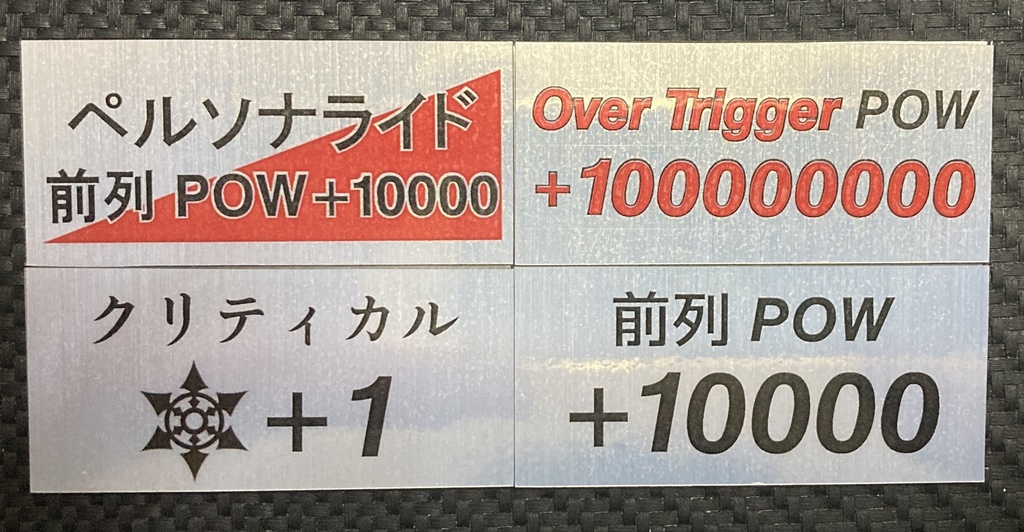 ペルソナライド
前列 POW+10000
Over Trigger POW
+100000000
クリティカル
+1
前列 POW
+10000